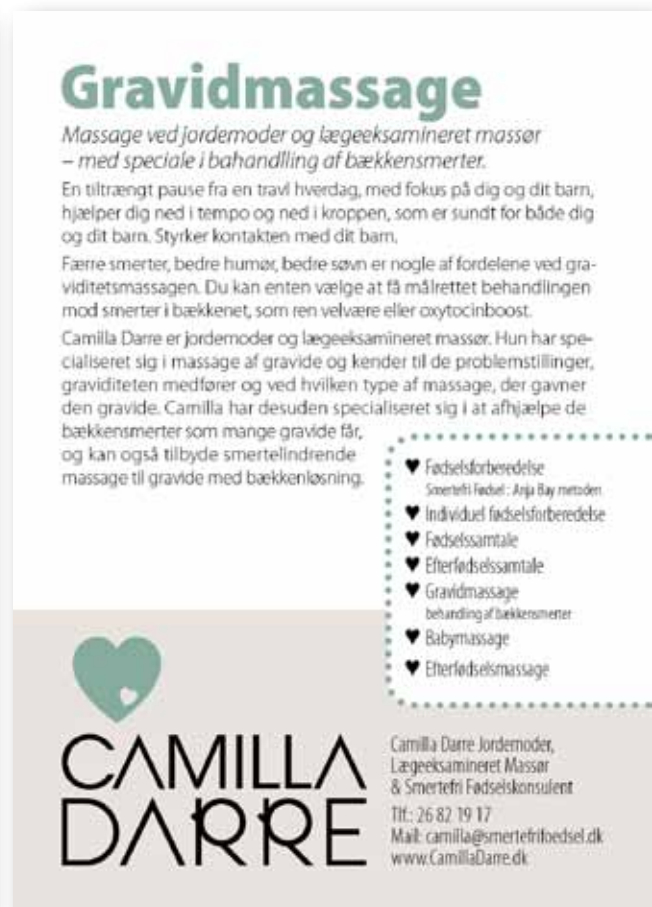 Gravidmassage
Massage ved jordemoder og lægeeksamineret massør
– med speciale i bahandlling af bækkensmerter.
En tiltrængt pause fra en travl hverdag, med fokus på dig og dit barn,
hjælper dig ned i tempo og ned i kroppen, som er sundt for både dig
og dit barn. Styrker kontakten med dit barn.
Færre smerter, bedre humør, bedre søvn er nogle af fordelene ved gra-
viditetsmassagen. Du kan enten vælge at få målrettet behandlingen
mod smerter i bækkenet, som ren velvære eller oxytocinboost.
Camilla Darre er jordemoder og lægeeksamineret massør. Hun har spe-
cialiseret sig i massage af gravide og kender til de problemstillinger,
graviditeten medfører og ved hvilken type af massage, der gavner
den gravide. Camilla har desuden specialiseret sig i at afhjælpe de
bækkensmerter som mange gravide får,
og kan også tilbyde smertelindrende
massage til gravide med bækkenløsning.
♥ Fødselsforberedelse
Smertefri Fødsel : Anja Bay metoden
♥ Individuel fødselsforberedelse
♥ Fødselssamtale
♥ Efterfødselssamtale
♥ Gravidmassage
behandling af bækkensmerter
♥ Babymassage
♥ Efterfødselsmassage
CAMILLA
DARRE
Camilla Darre Jordemoder,
Lægeeksamineret Massør
& Smertefri Fødselskonsulent
Tlf.: 26 82 19 17
Mail: camilla@smertefrifoedsel.dk
www.CamillaDarre.dk